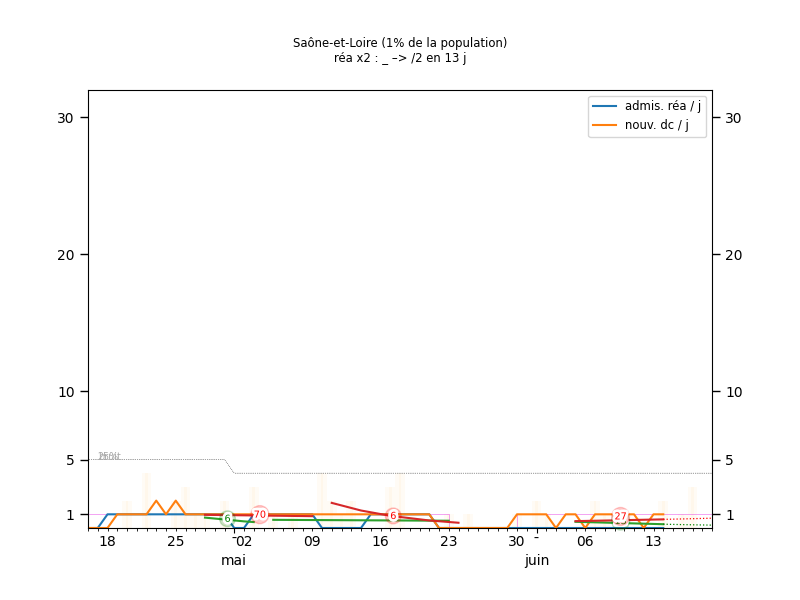 Saône-et-Loire (1% de la population)
réa x2 : _ –> /2 en 13 j
admis. réa / j
nouv. dc / j
30 30
20 20
10 10
5 5
1 1
6 70 6 27
18 25 02 09 16 23 30 06 13
mai juin